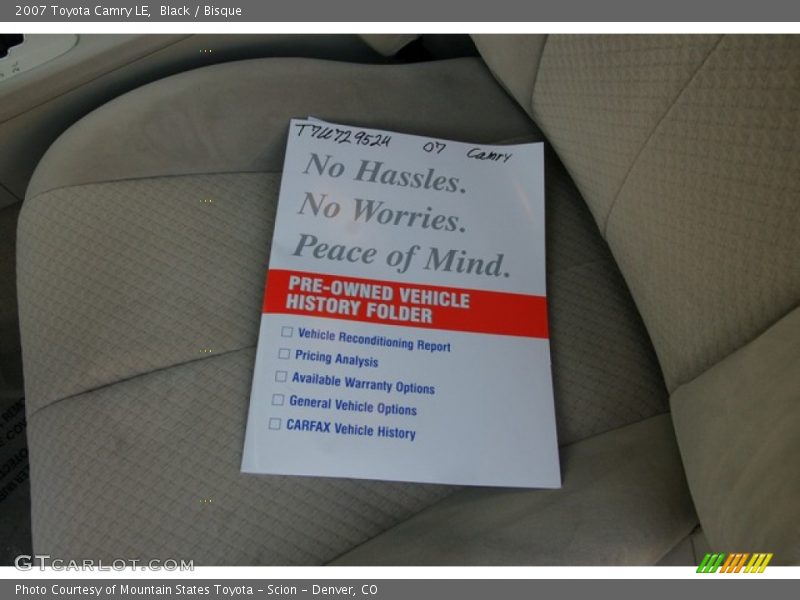 2007 Toyota Camry LE, Black / Bisque
T7U729524 07 Camry
No Hassles.
No Worries.
Peace of Mind.
PRE-OWNED VEHICLE
HISTORY FOLDER
Vehicle Reconditioning Report
Pricing Analysis
Available Warranty Options
General Vehicle Options
CARFAX Vehicle History
GTCARLOT.COM
Photo Courtesy of Mountain States Toyota - Scion - Denver, CO